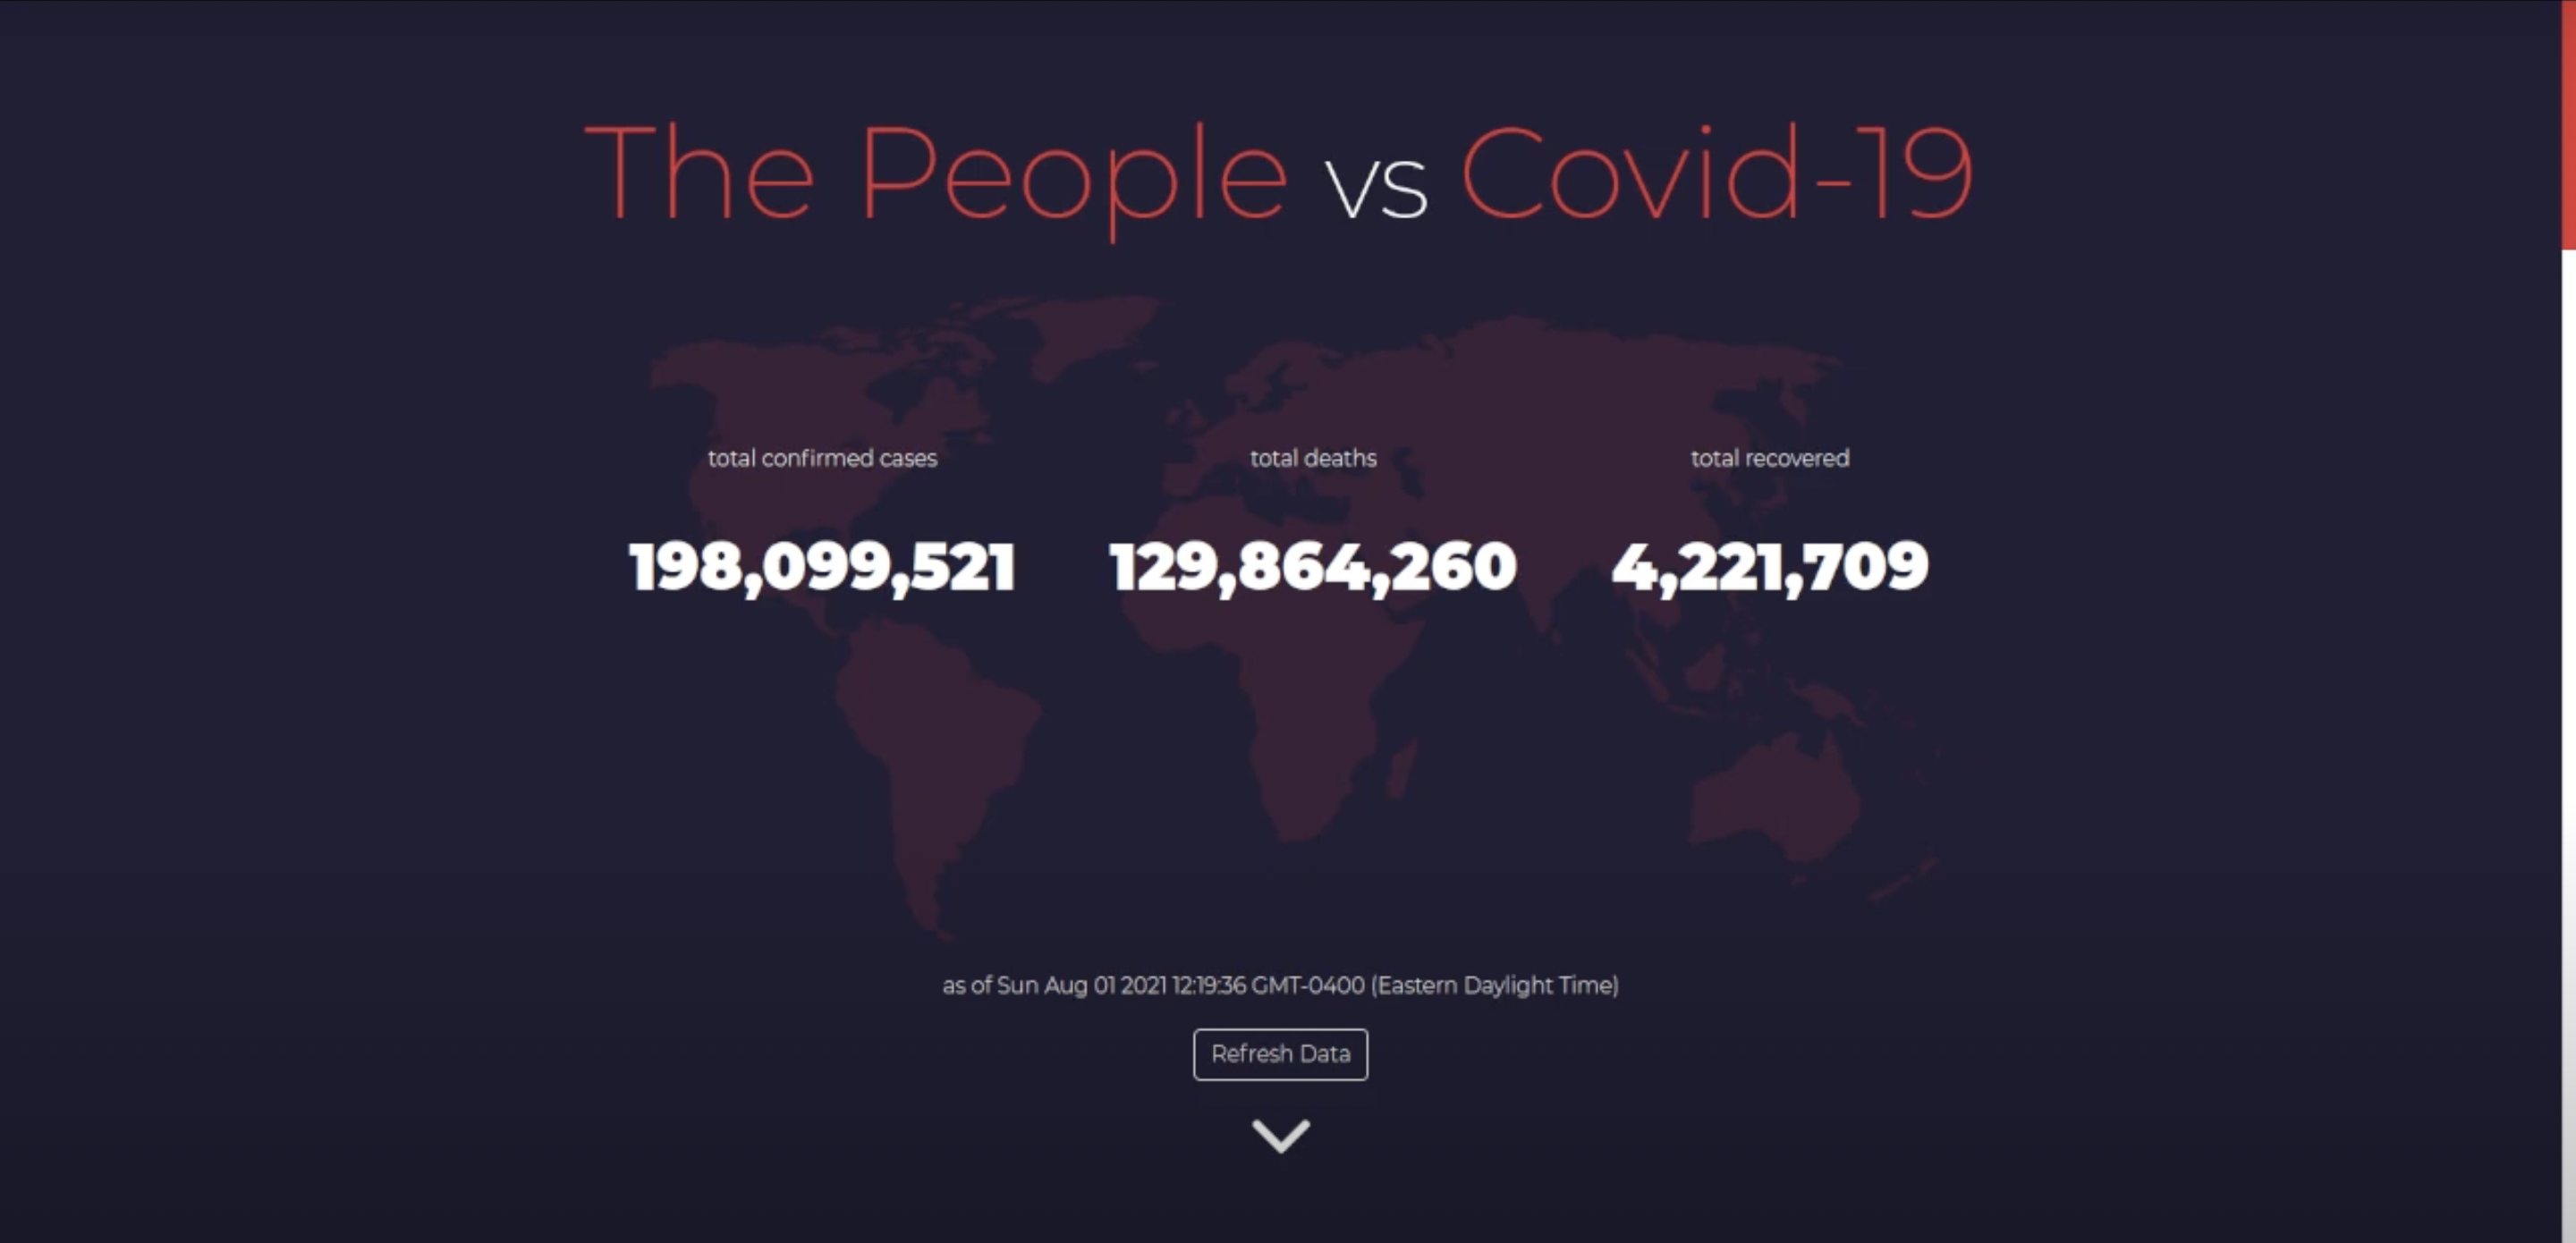 The People vs Covid-19
total confirmed cases total deaths total recovered
198,099,521 129,864,260 4,221,709
as of Sun Aug 01 2021 12:19:36 GMT-0400 (Eastern Daylight Time)
Refresh Data